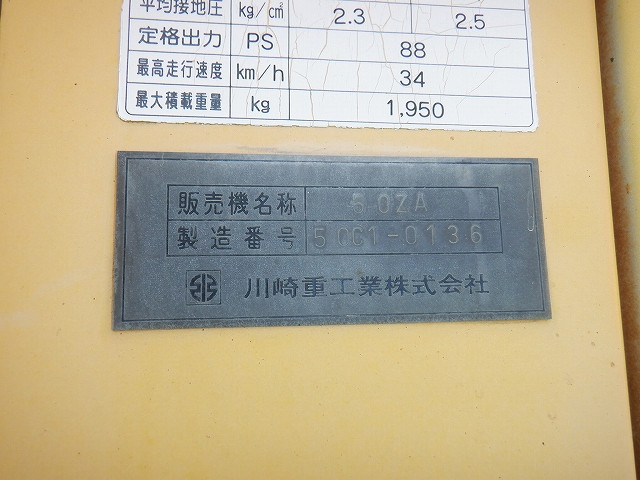 平均接地圧 kg/cm² 2.3 2.5
定格出力 PS 88
最高走行速度 km/h 34
最大積載重量 kg 1,950
販売機名称 50ZA
製造番号 50C1-0136
川崎重工業株式会社